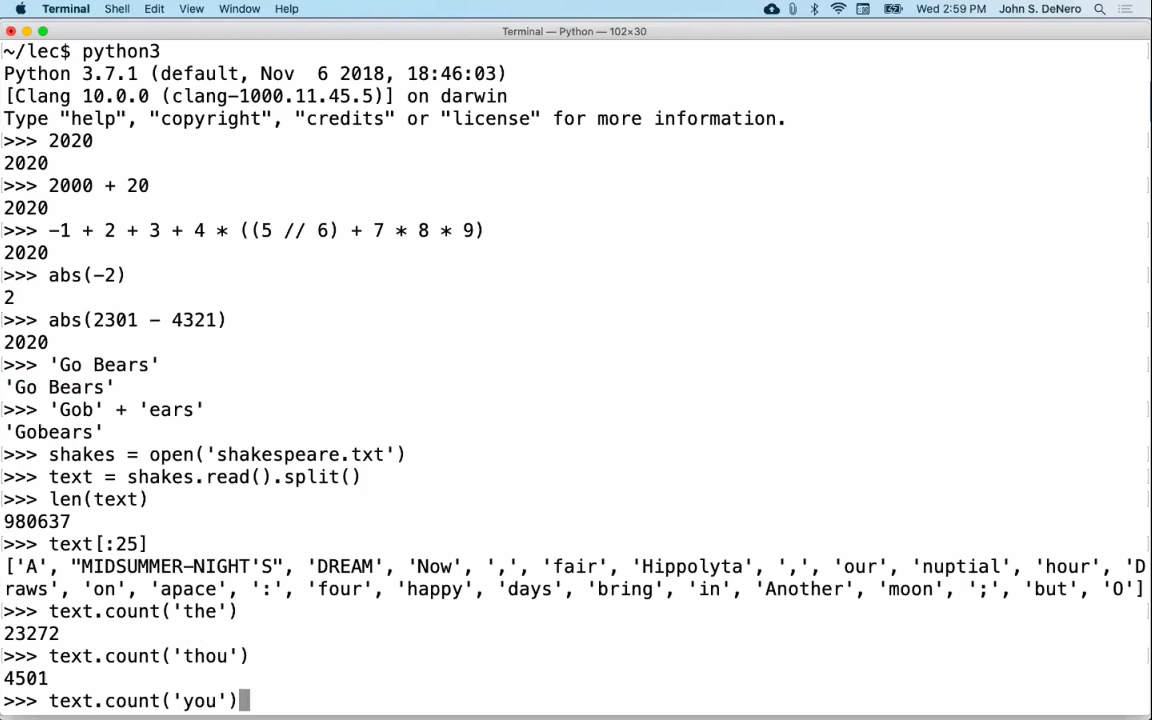 Terminal Shell Edit View Window Help Wed 2:59 PM John S. DeNero
Terminal — Python — 102×30
~/lec$ python3
Python 3.7.1 (default, Nov  6 2018, 18:46:03)
[Clang 10.0.0 (clang-1000.11.45.5)] on darwin
Type "help", "copyright", "credits" or "license" for more information.
>>> 2020
2020
>>> 2000 + 20
2020
>>> -1 + 2 + 3 + 4 * ((5 // 6) + 7 * 8 * 9)
2020
>>> abs(-2)
2
>>> abs(2301 - 4321)
2020
>>> 'Go Bears'
'Go Bears'
>>> 'Gob' + 'ears'
'Gobears'
>>> shakes = open('shakespeare.txt')
>>> text = shakes.read().split()
>>> len(text)
980637
>>> text[:25]
['A', "MIDSUMMER-NIGHT'S", 'DREAM', 'Now', ',', 'fair', 'Hippolyta', ',', 'our', 'nuptial', 'hour', 'D
raws', 'on', 'apace', ':', 'four', 'happy', 'days', 'bring', 'in', 'Another', 'moon', ';', 'but', 'O']
>>> text.count('the')
23272
>>> text.count('thou')
4501
>>> text.count('you')